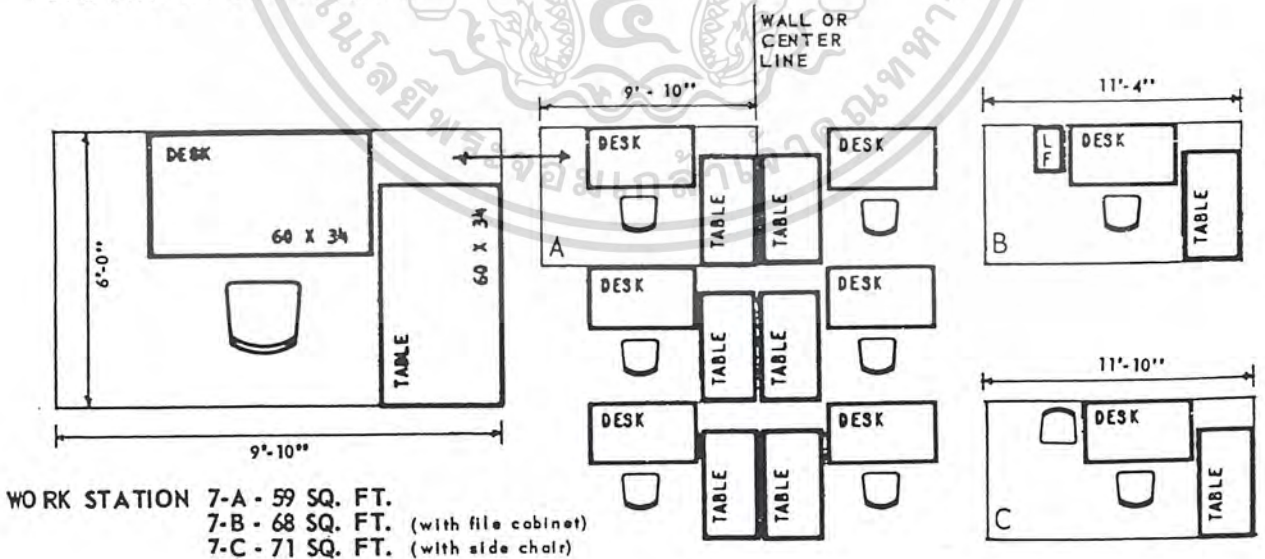 WALL OR
CENTER
LINE
9' - 10"
11'-4"
DESK
60 X 34
6'-0"
TABLE
60 X 34
9'-10"
A
DESK
TABLE
TABLE
DESK
DESK
TABLE
TABLE
DESK
DESK
TABLE
TABLE
DESK
B
LF
DESK
TABLE
11'-10"
C
DESK
TABLE
WORK STATION 7-A - 59 SQ. FT.
7-B - 68 SQ. FT. (with file cabinet)
7-C - 71 SQ. FT. (with side chair)